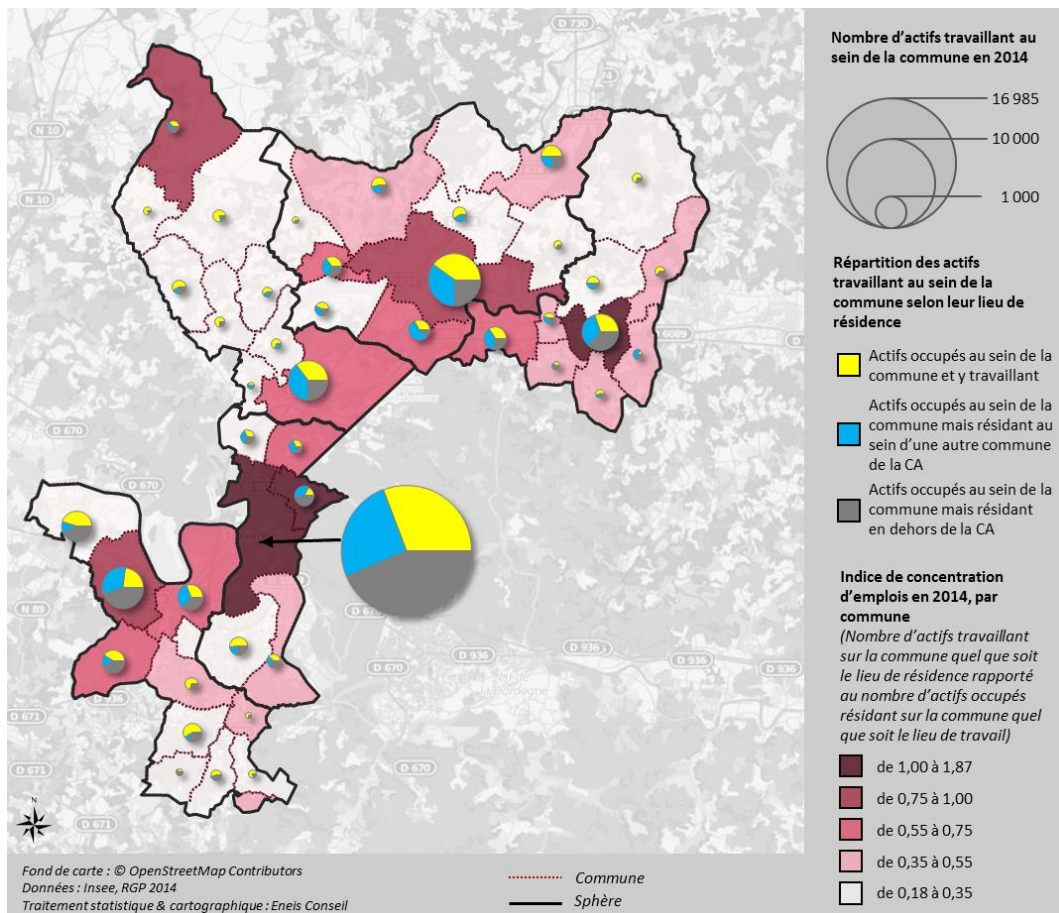 D 730
N 10
N 10
6089
D 670
D 670
N 89
D 670
D 936
D 936
D 936
D 670
D 671
D 671
D 670
D 671
N
Fond de carte : © OpenStreetMap Contributors
Données : Insee, RGP 2014
Traitement statistique & cartographique : Eneis Conseil
Commune
Sphère
Nombre d'actifs travaillant au
sein de la commune en 2014
16 985
10 000
1 000
Répartition des actifs
travaillant au sein de la
commune selon leur lieu de
résidence
Actifs occupés au sein de la
commune et y travaillant
Actifs occupés au sein de la
commune mais résidant au
sein d'une autre commune
de la CA
Actifs occupés au sein de la
commune mais résidant
en dehors de la CA
Indice de concentration
d'emplois en 2014, par
commune
(Nombre d'actifs travaillant
sur la commune quel que soit
le lieu de résidence rapporté
au nombre d'actifs occupés
résidant sur la commune quel
que soit le lieu de travail)
de 1,00 à 1,87
de 0,75 à 1,00
de 0,55 à 0,75
de 0,35 à 0,55
de 0,18 à 0,35